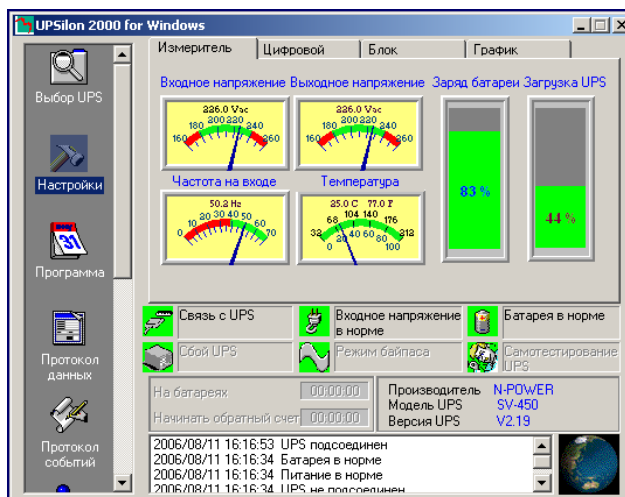 UPSilon 2000 for Windows
Измеритель Цифровой Блок График
Выбор UPS
Настройки
Программа
Протокол
данных
Протокол
событий
Входное напряжение Выходное напряжение Заряд батареи Загрузка UPS
226.0 Vac
160 180 200 220 240 260
226.0 Vac
160 180 200 220 240 260
83 %
44 %
Частота на входе Температура
50.2 Hz
0 10 20 30 40 50 60 70
25.0 C 77.0 F
32 68 104 140 176 212
0 20 40 60 80 100
Связь с UPS
Входное напряжение
в норме
Батарея в норме
Сбой UPS
Режим байпаса
Самотестирование
UPS
На батареях 00:00:00
Начинать обратный счет 00:00:00
Производитель N-POWER
Модель UPS SV-450
Версия UPS V2.19
2006/08/11 16:16:53 UPS подсоединен
2006/08/11 16:16:34 Батарея в норме
2006/08/11 16:16:34 Питание в норме
2006/08/11 16:16:34 UPS не подсоединен